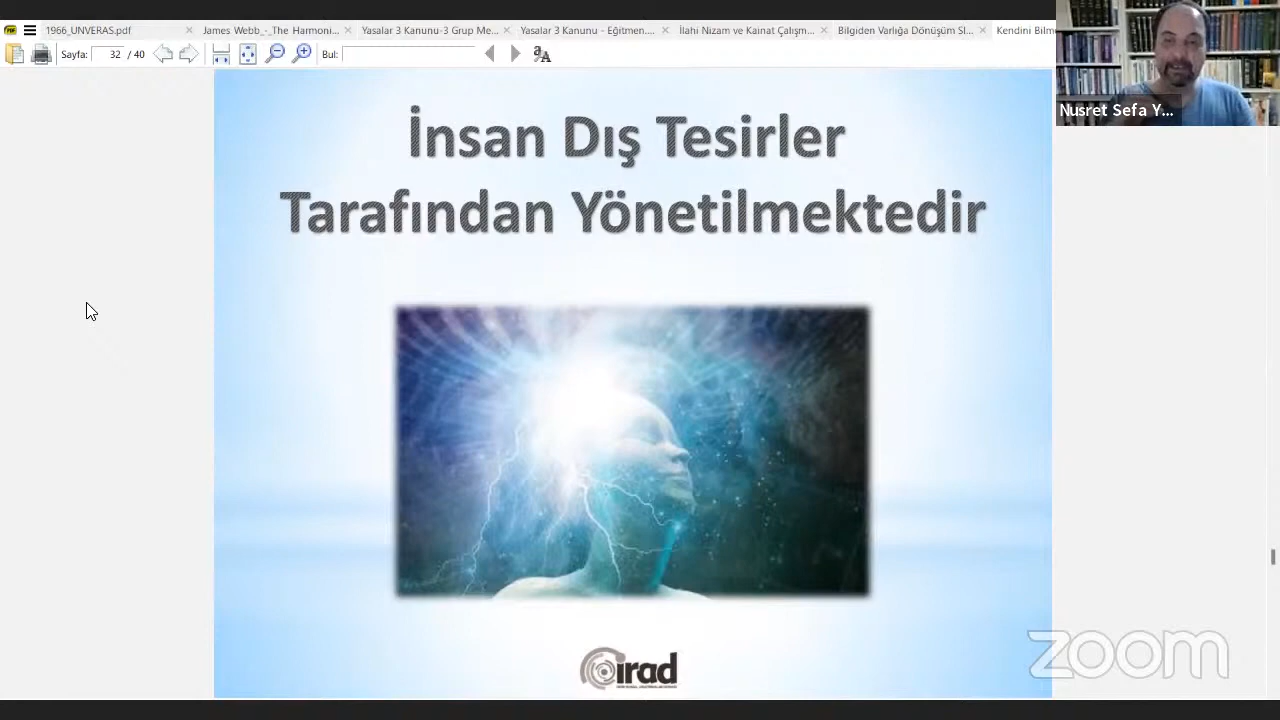 1966_UNVERAS.pdf
James Webb_-_The Harmoni...
Yasalar 3 Kanunu-3 Grup Me...
Yasalar 3 Kanunu - Eğitmen....
İlahi Nizam ve Kainat Çalışm...
Bilgiden Varlığa Dönüşüm Sl...
Kendini Bilm
Sayfa: 32 / 40
Bul:
Nusret Sefa Y...
İnsan Dış Tesirler
Tarafından Yönetilmektedir
irad
zoom